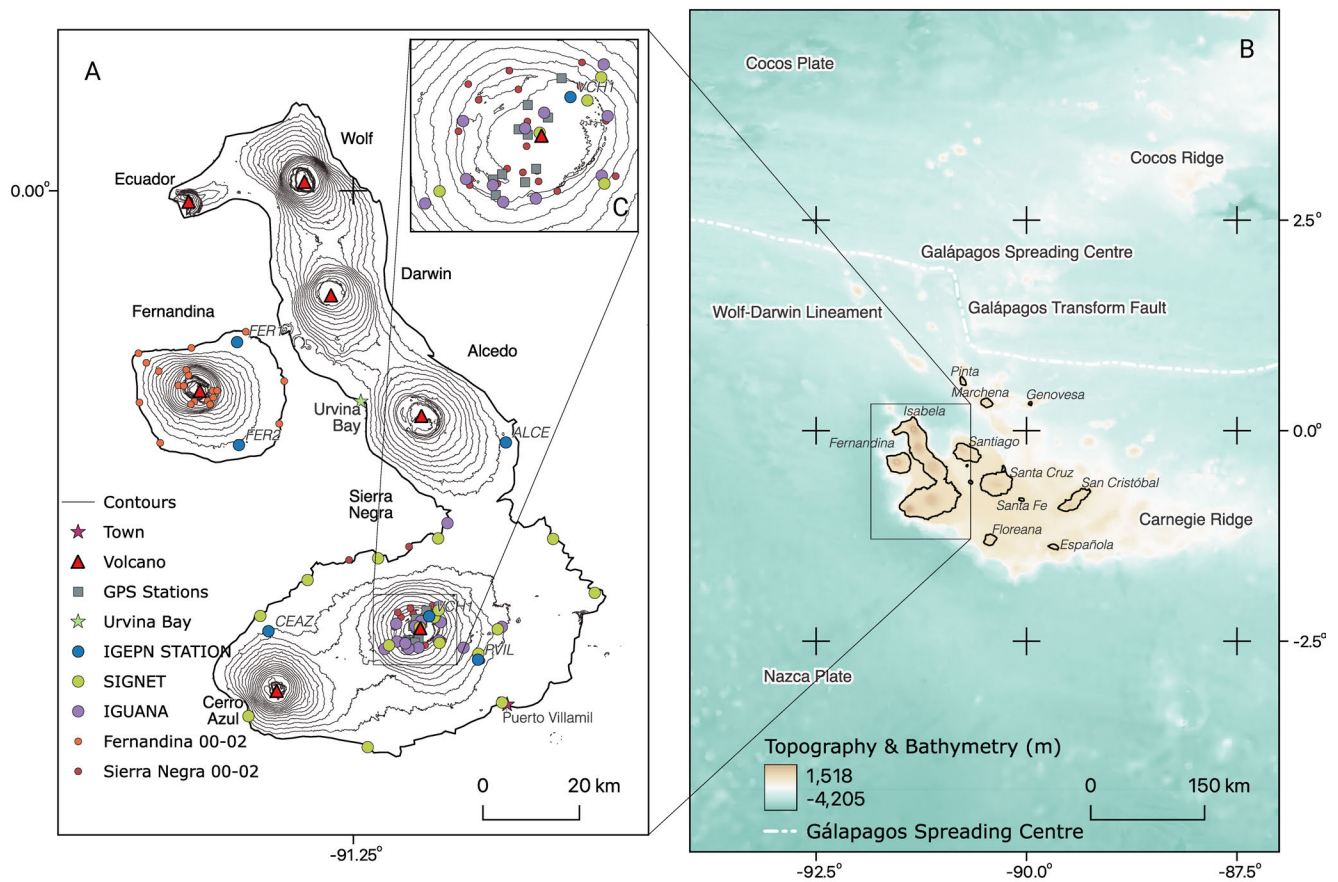 A
Wolf
Ecuador
0.00°
Darwin
Fernandina
FER1
Alcedo
Urvina
Bay
FER2
ALCE
Sierra
Negra
VCH1
CEAZ
PVIL
Cerro
Azul
Puerto Villamil
Contours
Town
Volcano
GPS Stations
Urvina Bay
IGEPN STATION
SIGNET
IGUANA
Fernandina 00-02
Sierra Negra 00-02
0
20 km
-91.25°
VCH1
C
B
Cocos Plate
Cocos Ridge
2.5°
Galápagos Spreading Centre
Wolf-Darwin Lineament
Galápagos Transform Fault
Pinta
Marchena
Genovesa
Isabela
0.0°
Fernandina
Santiago
Santa Cruz
San Cristóbal
Santa Fe
Carnegie Ridge
Floreana
Española
-2.5°
Nazca Plate
Topography & Bathymetry (m)
1,518
-4,205
0
150 km
Gálapagos Spreading Centre
-92.5°
-90.0°
-87.5°